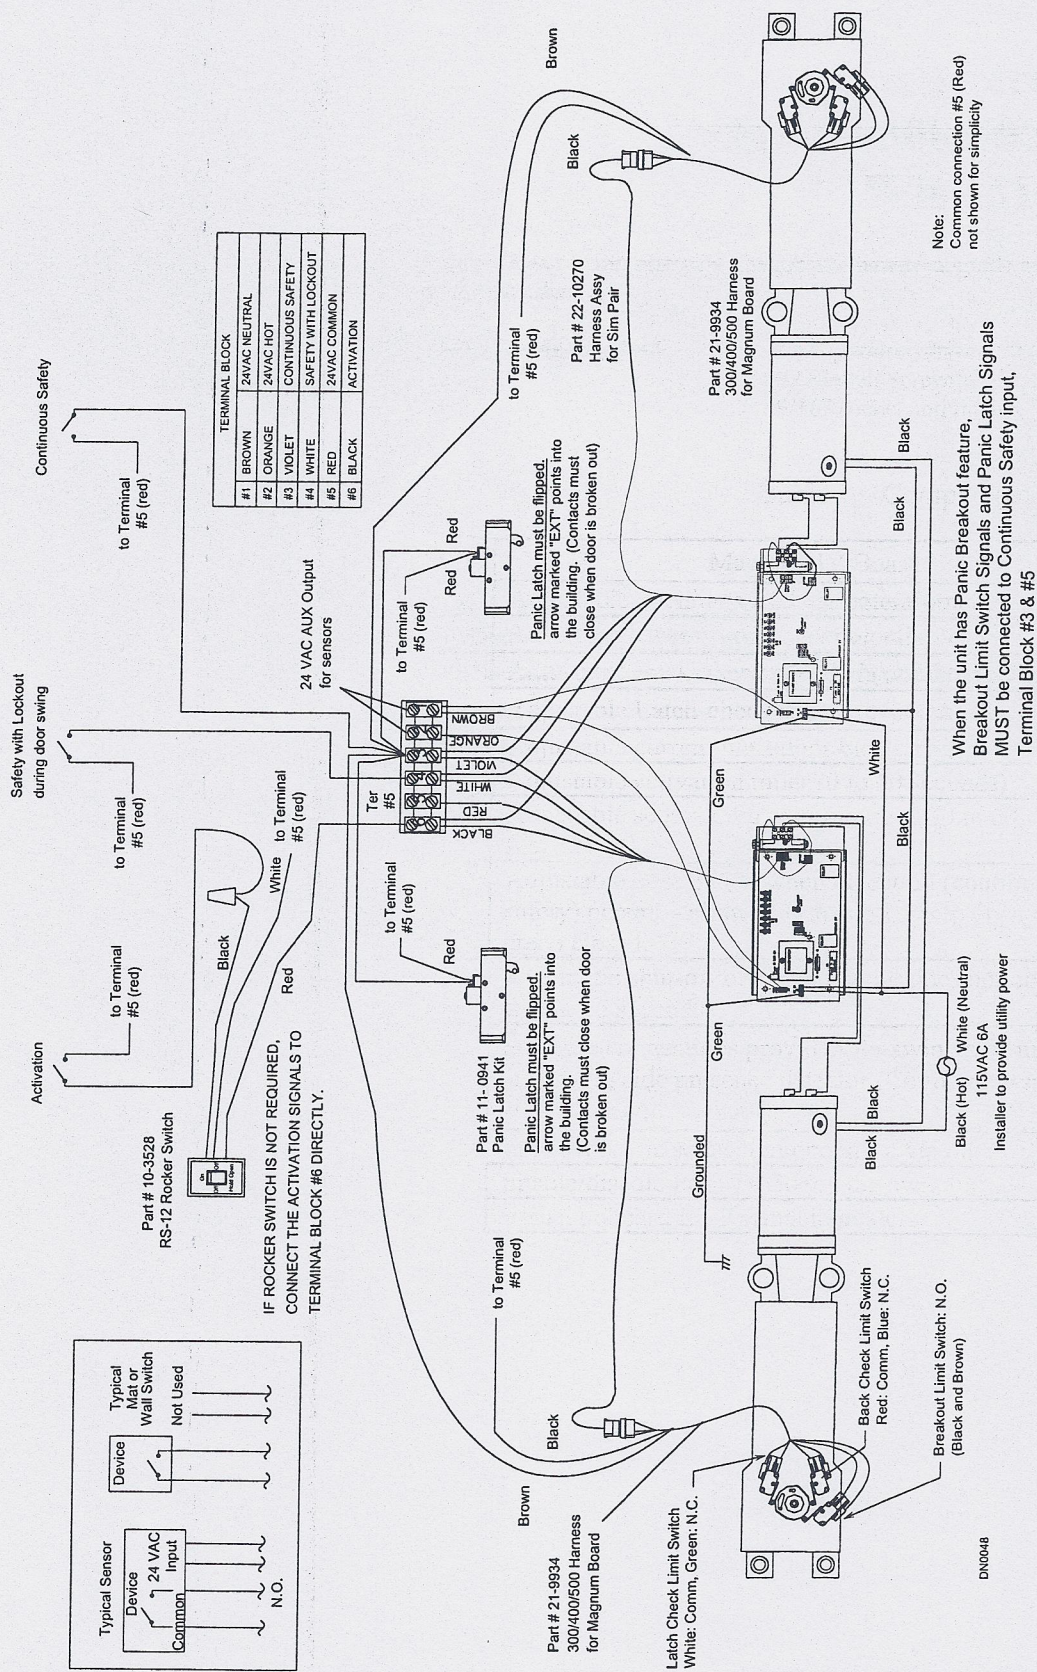 Typical Sensor
Device
24 VAC
Input
Common
N.O.
Device
Typical
Mat or
Wall Switch
Not Used
Activation
to Terminal
#5 (red)
Part # 10-3528
RS-12 Rocker Switch
On
Off
Hold Open
Black
White
Red
to Terminal
#5 (red)
IF ROCKER SWITCH IS NOT REQUIRED,
CONNECT THE ACTIVATION SIGNALS TO
TERMINAL BLOCK #6 DIRECTLY.
Safety with Lockout
during door swing
to Terminal
#5 (red)
Continuous Safety
to Terminal
#5 (red)
TERMINAL BLOCK
#1 BROWN 24VAC NEUTRAL
#2 ORANGE 24VAC HOT
#3 VIOLET CONTINUOUS SAFETY
#4 WHITE SAFETY WITH LOCKOUT
#5 RED 24VAC COMMON
#6 BLACK ACTIVATION
24 VAC AUX Output
for sensors
Ter
#5
BLACK
RED
WHITE
VIOLET
ORANGE
BROWN
to Terminal
#5 (red)
Red
Part # 11- 0941
Panic Latch Kit
Panic Latch must be flipped.
arrow marked "EXT" points into
the building.
(Contacts must close when door
is broken out)
to Terminal
#5 (red)
Red
Red
Panic Latch must be flipped.
arrow marked "EXT" points into
the building. (Contacts must
close when door is broken out)
to Terminal
#5 (red)
Brown
Black
Part # 22-10270
Harness Assy
for Sim Pair
to Terminal
#5 (red)
Brown
Black
Part # 21-9934
300/400/500 Harness
for Magnum Board
Part # 21-9934
300/400/500 Harness
for Magnum Board
Latch Check Limit Switch
White: Comm, Green: N.C.
Back Check Limit Switch
Red: Comm, Blue: N.C.
Breakout Limit Switch: N.O.
(Black and Brown)
Grounded
Green
Green
White
Black
Black
Black
Black
Black
Black (Hot)
White (Neutral)
115VAC 6A
Installer to provide utility power
Note:
Common connection #5 (Red)
not shown for simplicity
When the unit has Panic Breakout feature,
Breakout Limit Switch Signals and Panic Latch Signals
MUST be connected to Continuous Safety input,
Terminal Block #3 & #5
DN0048